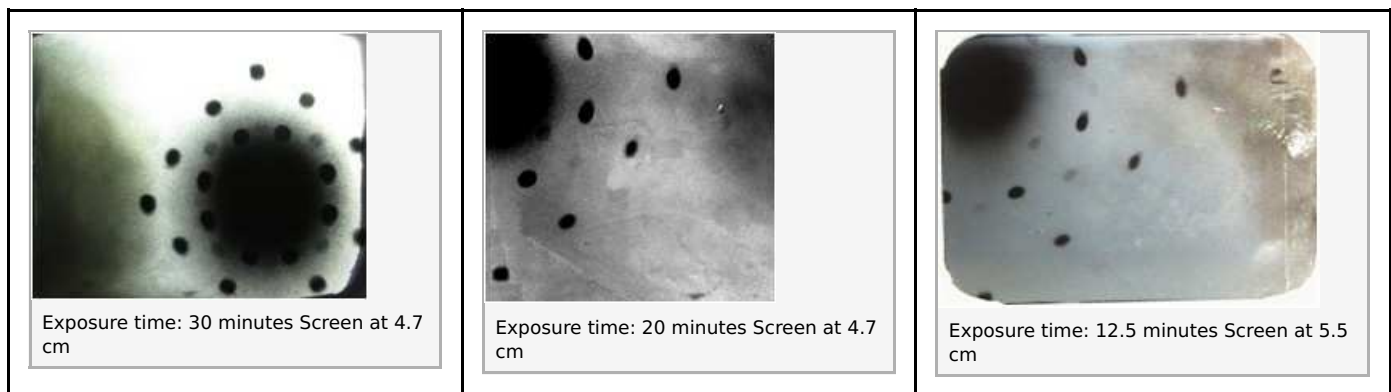 Exposure time: 30 minutes Screen at 4.7
cm
Exposure time: 20 minutes Screen at 4.7
cm
Exposure time: 12.5 minutes Screen at 5.5
cm